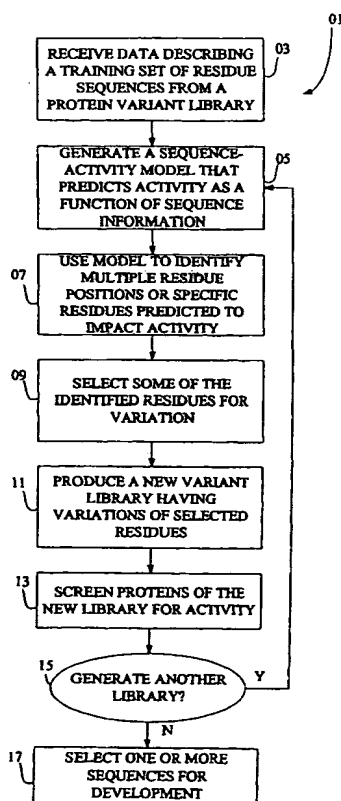 01
RECEIVE DATA DESCRIBING
A TRAINING SET OF RESIDUE
SEQUENCES FROM A
PROTEIN VARIANT LIBRARY
03
GENERATE A SEQUENCE-
ACTIVITY MODEL THAT
PREDICTS ACTIVITY AS A
FUNCTION OF SEQUENCE
INFORMATION
05
USE MODEL TO IDENTIFY
MULTIPLE RESIDUE
POSITIONS OR SPECIFIC
RESIDUES PREDICTED TO
IMPACT ACTIVITY
07
09
SELECT SOME OF THE
IDENTIFIED RESIDUES FOR
VARIATION
11
PRODUCE A NEW VARIANT
LIBRARY HAVING
VARIATIONS OF SELECTED
RESIDUES
13
SCREEN PROTEINS OF THE
NEW LIBRARY FOR ACTIVITY
15
GENERATE ANOTHER
LIBRARY?
Y
N
17
SELECT ONE OR MORE
SEQUENCES FOR
DEVELOPMENT